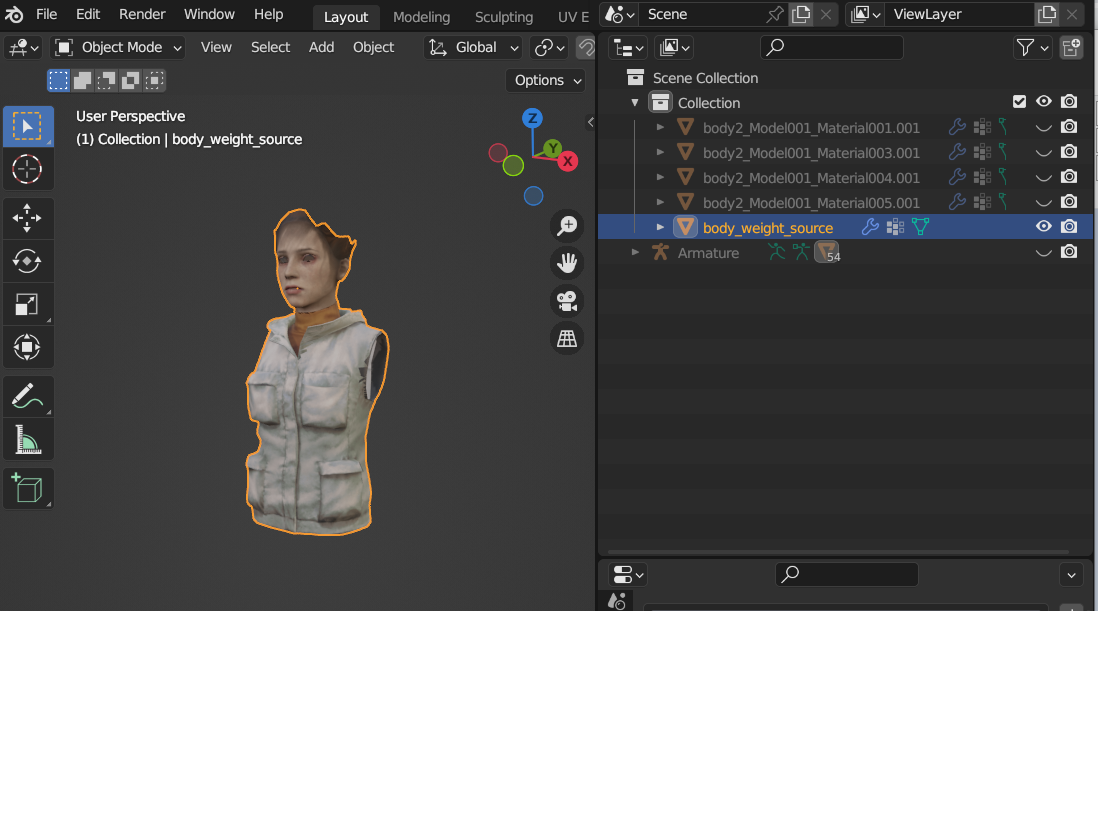 File Edit Render Window Help Layout Modeling Sculpting UV E Scene ViewLayer
Object Mode View Select Add Object Global
Options
User Perspective
(1) Collection | body_weight_source
Z
Y
X
Scene Collection
Collection
body2_Model001_Material001.001
body2_Model001_Material003.001
body2_Model001_Material004.001
body2_Model001_Material005.001
body_weight_source
Armature 54